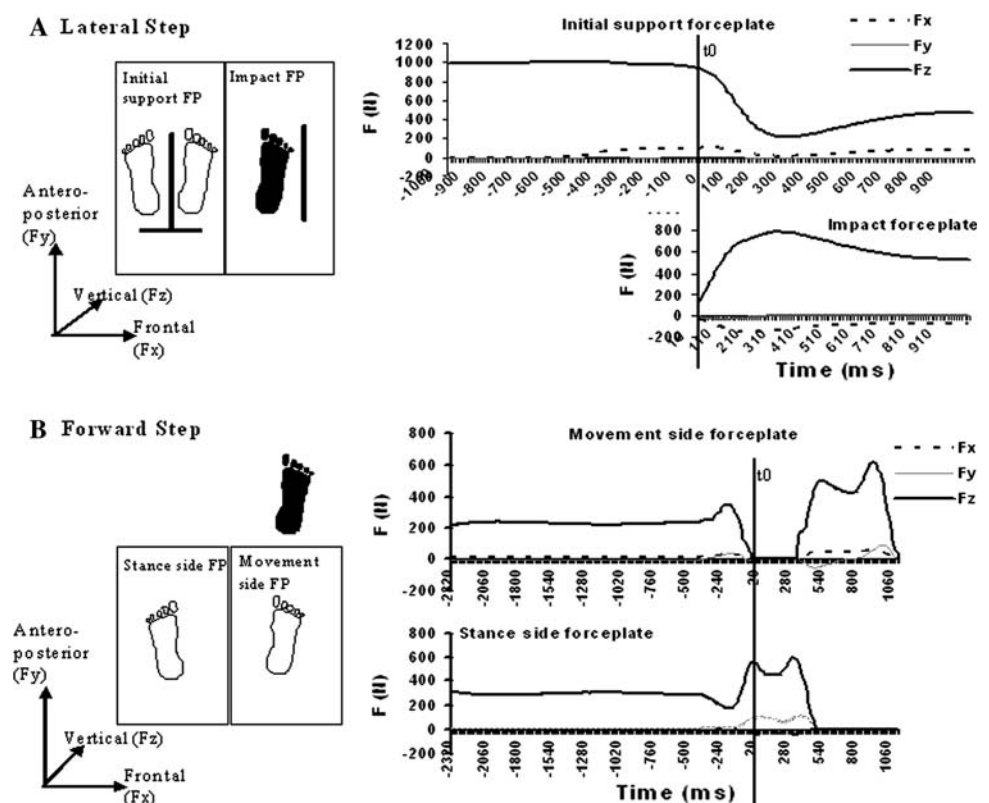 A Lateral Step
Initial
support FP
Impact FP
Antero-
posterior
(Fy)
Vertical (Fz)
Frontal
(Fx)
Initial support forceplate
t0
Fx
Fy
Fz
F (N)
1200
1000
800
600
400
200
0
-900
-700
-600
-500
-400
-300
-200
-100
0
100
200
300
400
500
600
700
800
900
Impact forceplate
F (N)
800
600
400
200
0
-200
110
210
310
410
510
610
710
810
910
Time (ms)
B Forward Step
Stance side FP
Movement
side FP
Antero-
posterior
(Fy)
Vertical (Fz)
Frontal
(Fx)
Movement side forceplate
t0
Fx
Fy
Fz
F (N)
800
600
400
200
0
-200
-2320
-2060
-1800
-1540
-1280
-1020
-760
-500
-240
20
280
540
800
1060
Stance side forceplate
F (N)
800
600
400
200
0
-200
-2320
-2060
-1800
-1540
-1280
-1020
-760
-500
-240
20
280
540
800
1060
Time (ms)